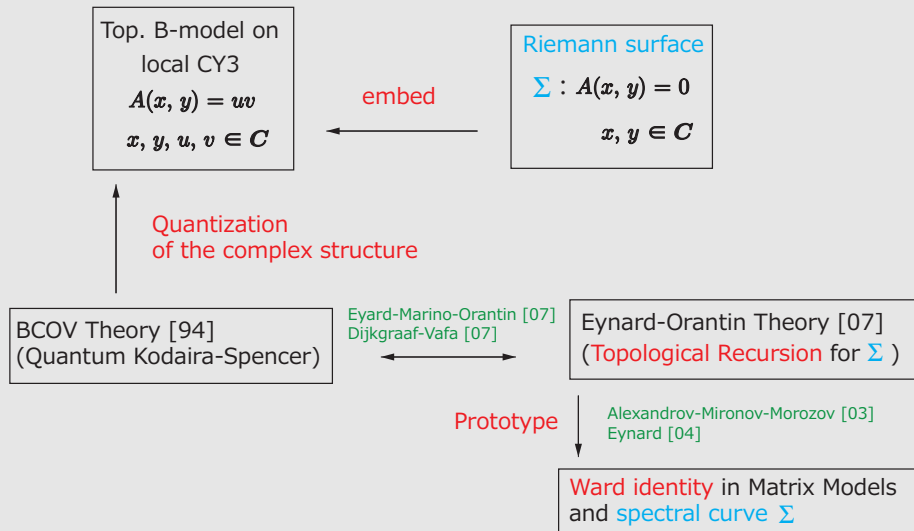 Top. B-model on
local CY3
A(x, y) = uv
x, y, u, v ∈ C
embed
Riemann surface
Σ : A(x, y) = 0
x, y ∈ C
Quantization
of the complex structure
BCOV Theory [94]
(Quantum Kodaira-Spencer)
Eyard-Marino-Orantin [07]
Dijkgraaf-Vafa [07]
Eynard-Orantin Theory [07]
(Topological Recursion for Σ )
Prototype
Alexandrov-Mironov-Morozov [03]
Eynard [04]
Ward identity in Matrix Models
and spectral curve Σ